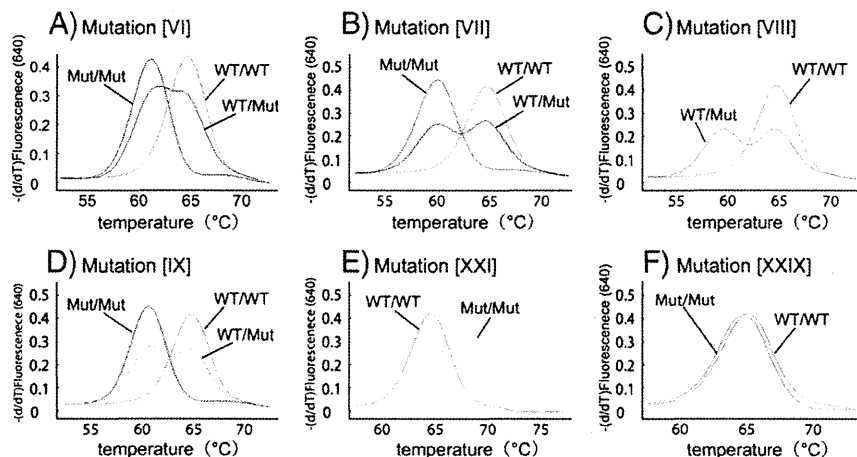 A) Mutation [VI]
-(d/dT)Fluorescenece (640)
0.4
0.3
0.2
0.1
0
Mut/Mut
WT/WT
WT/Mut
55
60
65
70
temperature (°C)
B) Mutation [VII]
-(d/dT)Fluorescenece (640)
0.5
0.4
0.3
0.2
0.1
0
Mut/Mut
WT/WT
WT/Mut
55
60
65
70
temperature (°C)
C) Mutation [VIII]
-(d/dT)Fluorescenece (640)
0.5
0.4
0.3
0.2
0.1
0
WT/WT
WT/Mut
55
60
65
70
temperature (°C)
D) Mutation [IX]
-(d/dT)Fluorescenece (640)
0.5
0.4
0.3
0.2
0.1
0
Mut/Mut
WT/WT
WT/Mut
55
60
65
70
temperature (°C)
E) Mutation [XXI]
-(d/dT)Fluorescenece (640)
0.5
0.4
0.3
0.2
0.1
0
WT/WT
Mut/Mut
60
65
70
75
temperature (°C)
F) Mutation [XXIX]
-(d/dT)Fluorescenece (640)
0.5
0.4
0.3
0.2
0.1
0
Mut/Mut
WT/WT
60
65
70
temperature (°C)